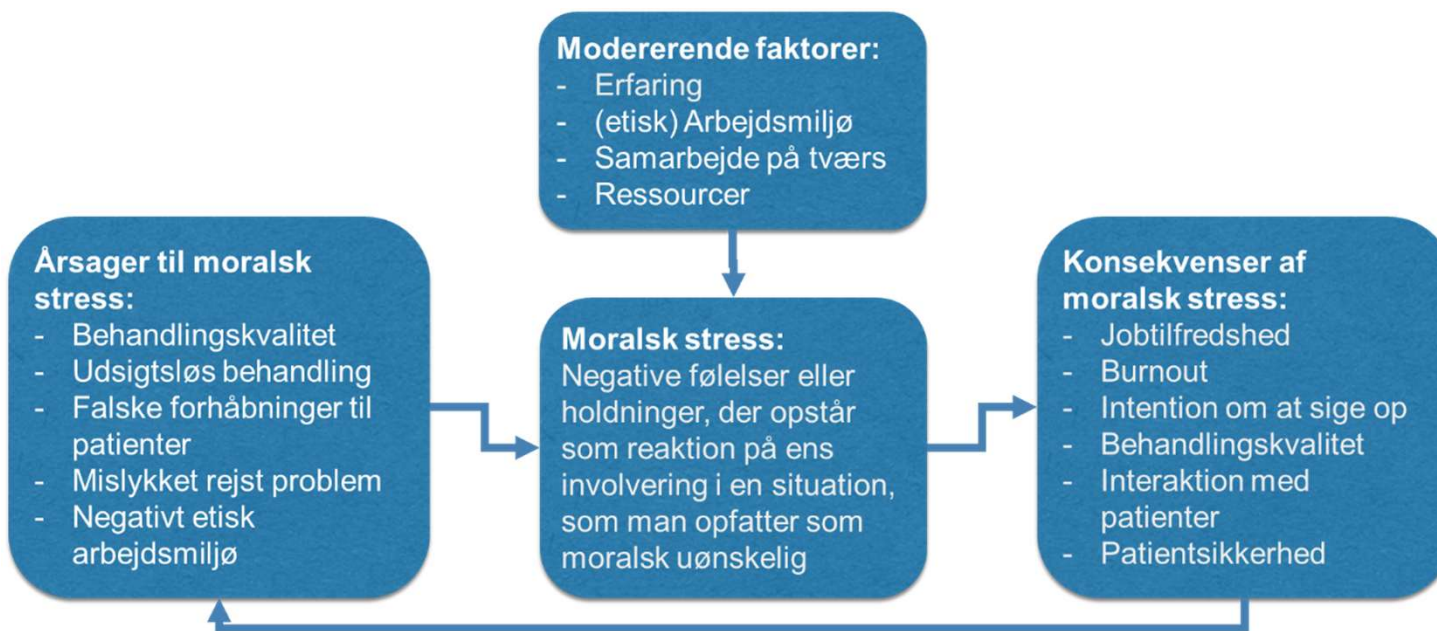 Modererende faktorer:
- Erfaring
- (etisk) Arbejdsmiljø
- Samarbejde på tværs
- Ressourcer
Årsager til moralsk
stress:
- Behandlingskvalitet
- Udsigtsløs behandling
- Falske forhåbninger til
patienter
- Mislykket rejst problem
- Negativt etisk
arbejdsmiljø
Moralsk stress:
Negative følelser eller
holdninger, der opstår
som reaktion på ens
involvering i en situation,
som man opfatter som
moralsk uønskelig
Konsekvenser af
moralsk stress:
- Jobtilfredshed
- Burnout
- Intention om at sige op
- Behandlingskvalitet
- Interaktion med
patienter
- Patientsikkerhed